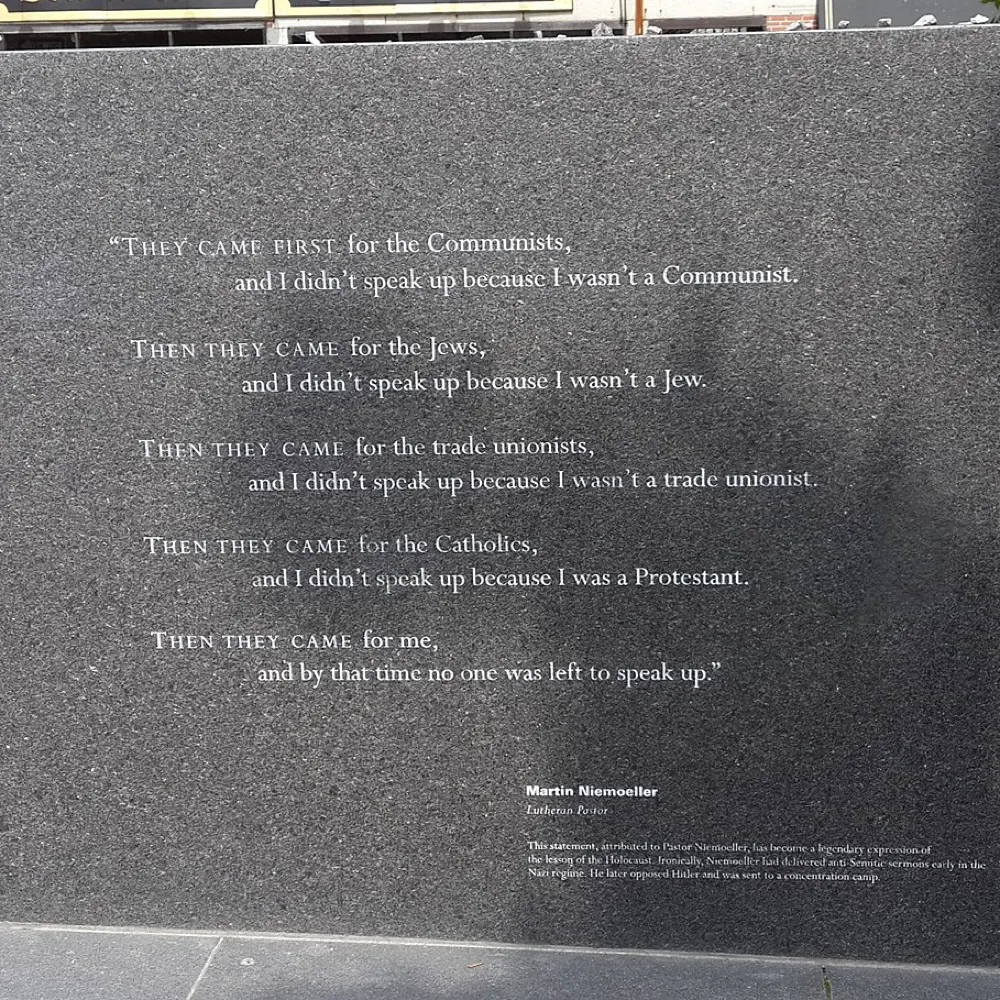 “THEY CAME FIRST for the Communists,
and I didn’t speak up because I wasn’t a Communist.
THEN THEY CAME for the Jews,
and I didn’t speak up because I wasn’t a Jew.
THEN THEY CAME for the trade unionists,
and I didn’t speak up because I wasn’t a trade unionist.
THEN THEY CAME for the Catholics,
and I didn’t speak up because I was a Protestant.
THEN THEY CAME for me,
and by that time no one was left to speak up.”
Martin Niemoeller
Lutheran Pastor
This statement, attributed to Pastor Niemoeller, has become a legendary expression of
the lesson of the Holocaust. Ironically, Niemoeller had delivered anti-Semitic sermons early in the
Nazi regime. He later opposed Hitler and was sent to a concentration camp.